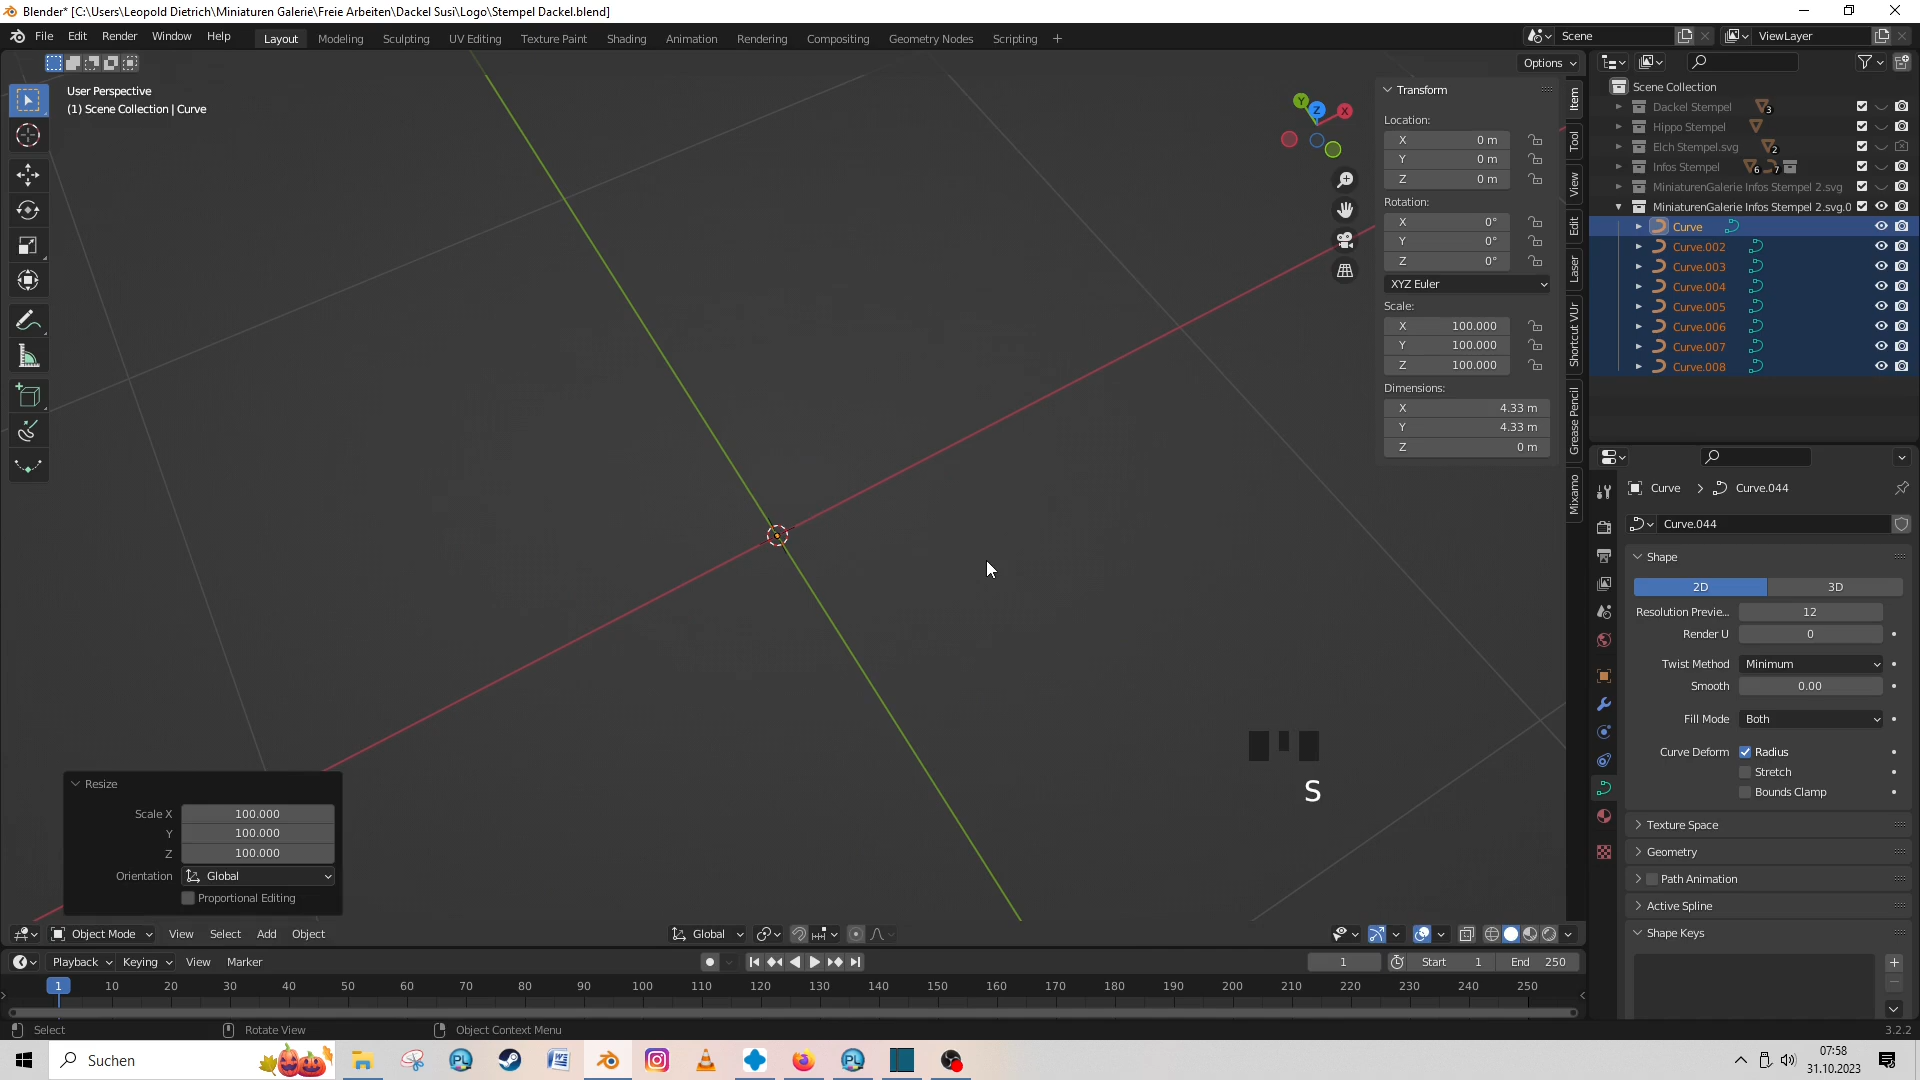 Blender* [C:\Users\Leopold Dietrich\Miniaturen Galerie\Freie Arbeiten\Dackel Susi\Logo\Stempel Dackel.blend]
File Edit Render Window Help
Layout Modeling Sculpting UV Editing Texture Paint Shading Animation Rendering Compositing Geometry Nodes Scripting +
Scene
ViewLayer
Options
User Perspective
(1) Scene Collection | Curve
X
Y
Z
Transform
Location:
X 0 m
Y 0 m
Z 0 m
Rotation:
X 0°
Y 0°
Z 0°
XYZ Euler
Scale:
X 100.000
Y 100.000
Z 100.000
Dimensions:
X 4.33 m
Y 4.33 m
Z 0 m
Item
Tool
View
Edit
Laser
Shortcut VUr
Grease Pencil
Mixamo
Scene Collection
Dackel Stempel 3
Hippo Stempel
Elch Stempel.svg 2
Infos Stempel 6 7
MiniaturenGalerie Infos Stempel 2.svg
MiniaturenGalerie Infos Stempel 2.svg.0
Curve
Curve.002
Curve.003
Curve.004
Curve.005
Curve.006
Curve.007
Curve.008
Curve > Curve.044
Curve.044
Shape
2D 3D
Resolution Previe... 12
Render U 0
Twist Method Minimum
Smooth 0.00
Fill Mode Both
Curve Deform Radius
Stretch
Bounds Clamp
Texture Space
Geometry
Path Animation
Active Spline
Shape Keys
S
Resize
Scale X 100.000
Y 100.000
Z 100.000
Orientation Global
Proportional Editing
Object Mode View Select Add Object
Global
Playback Keying View Marker
1 Start 1 End 250
1 10 20 30 40 50 60 70 80 90 100 110 120 130 140 150 160 170 180 190 200 210 220 230 240 250
Select Rotate View Object Context Menu
3.2.2
Suchen
07:58
31.10.2023